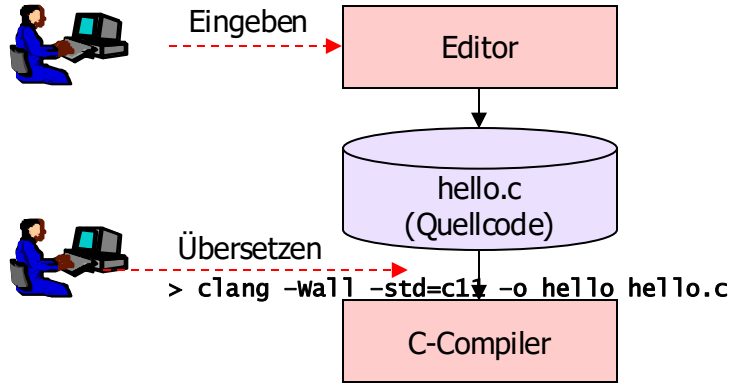 Eingeben
Editor
hello.c
(Quellcode)
Übersetzen
> clang –Wall –std=c11 –o hello hello.c
C-Compiler